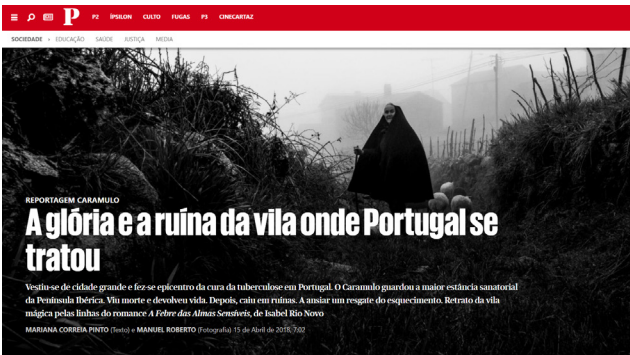 P P2 ÍPSILON CULTO FUGAS P3 CINECARTAZ
SOCIEDADE EDUCAÇÃO SAÚDE JUSTIÇA MEDIA
REPORTAGEM CARAMULO
A glória e a ruína da vila onde Portugal se
tratou
Vestiu-se de cidade grande e fez-se epicentro da cura da tuberculose em Portugal. O Caramulo guardou a maior estância sanatorial
da Península Ibérica. Viu morte e devolveu vida. Depois, caiu em ruínas. A ansiar um resgate do esquecimento. Retrato da vila
mágica pelas linhas do romance A Febre das Almas Sensíveis, de Isabel Rio Novo
MARIANA CORREIA PINTO (Texto) e MANUEL ROBERTO (Fotografia) 15 de Abril de 2018, 7:02